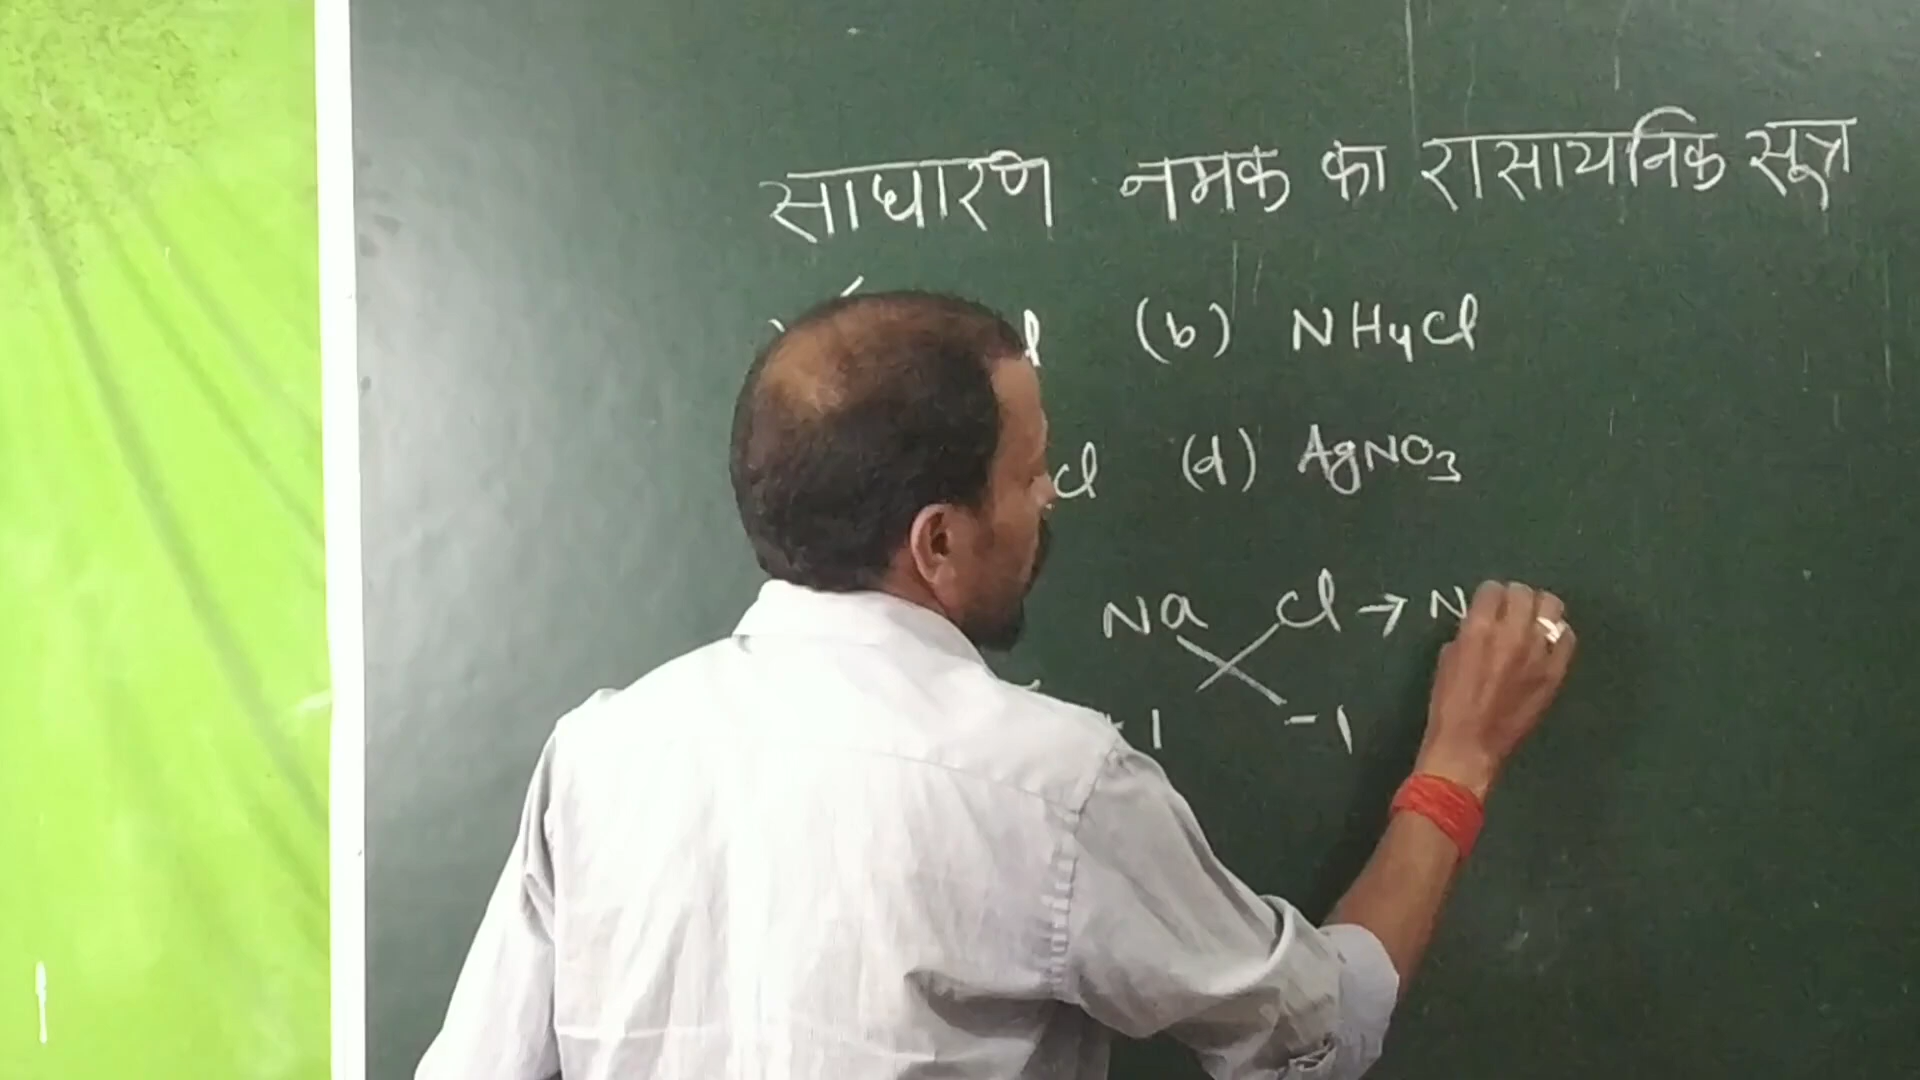 साधारण नमक का रासायनिक सूत्र
(b) NH4Cl
Cl (d) AgNO3
Na Cl → N
1 -1